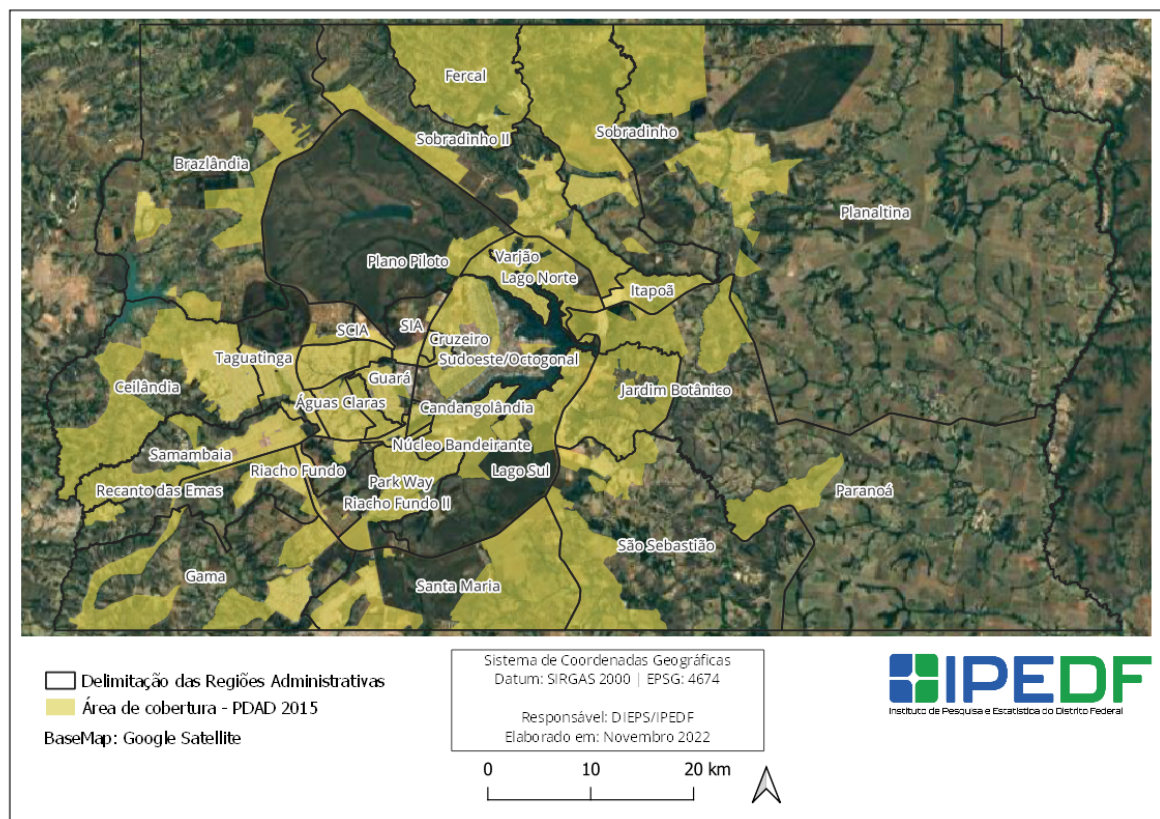 Fercal
Sobradinho II
Sobradinho
Brazlândia
Planaltina
Plano Piloto
Varjão
Lago Norte
Itapoã
SCIA
SIA
Cruzeiro
Sudoeste/Octogonal
Taguatinga
Guará
Ceilândia
Jardim Botânico
Águas Claras
Candangolândia
Núcleo Bandeirante
Samambaia
Riacho Fundo
Lago Sul
Park Way
Recanto das Emas
Riacho Fundo II
Paranoá
São Sebastião
Gama
Santa Maria
Delimitação das Regiões Administrativas
Área de cobertura - PDAD 2015
BaseMap: Google Satellite
Sistema de Coordenadas Geográficas
Datum: SIRGAS 2000 | EPSG: 4674
Responsável: DIEPS/IPEDF
Elaborado em: Novembro 2022
0 10 20 km
IPEDF
Instituto de Pesquisa e Estatística do Distrito Federal